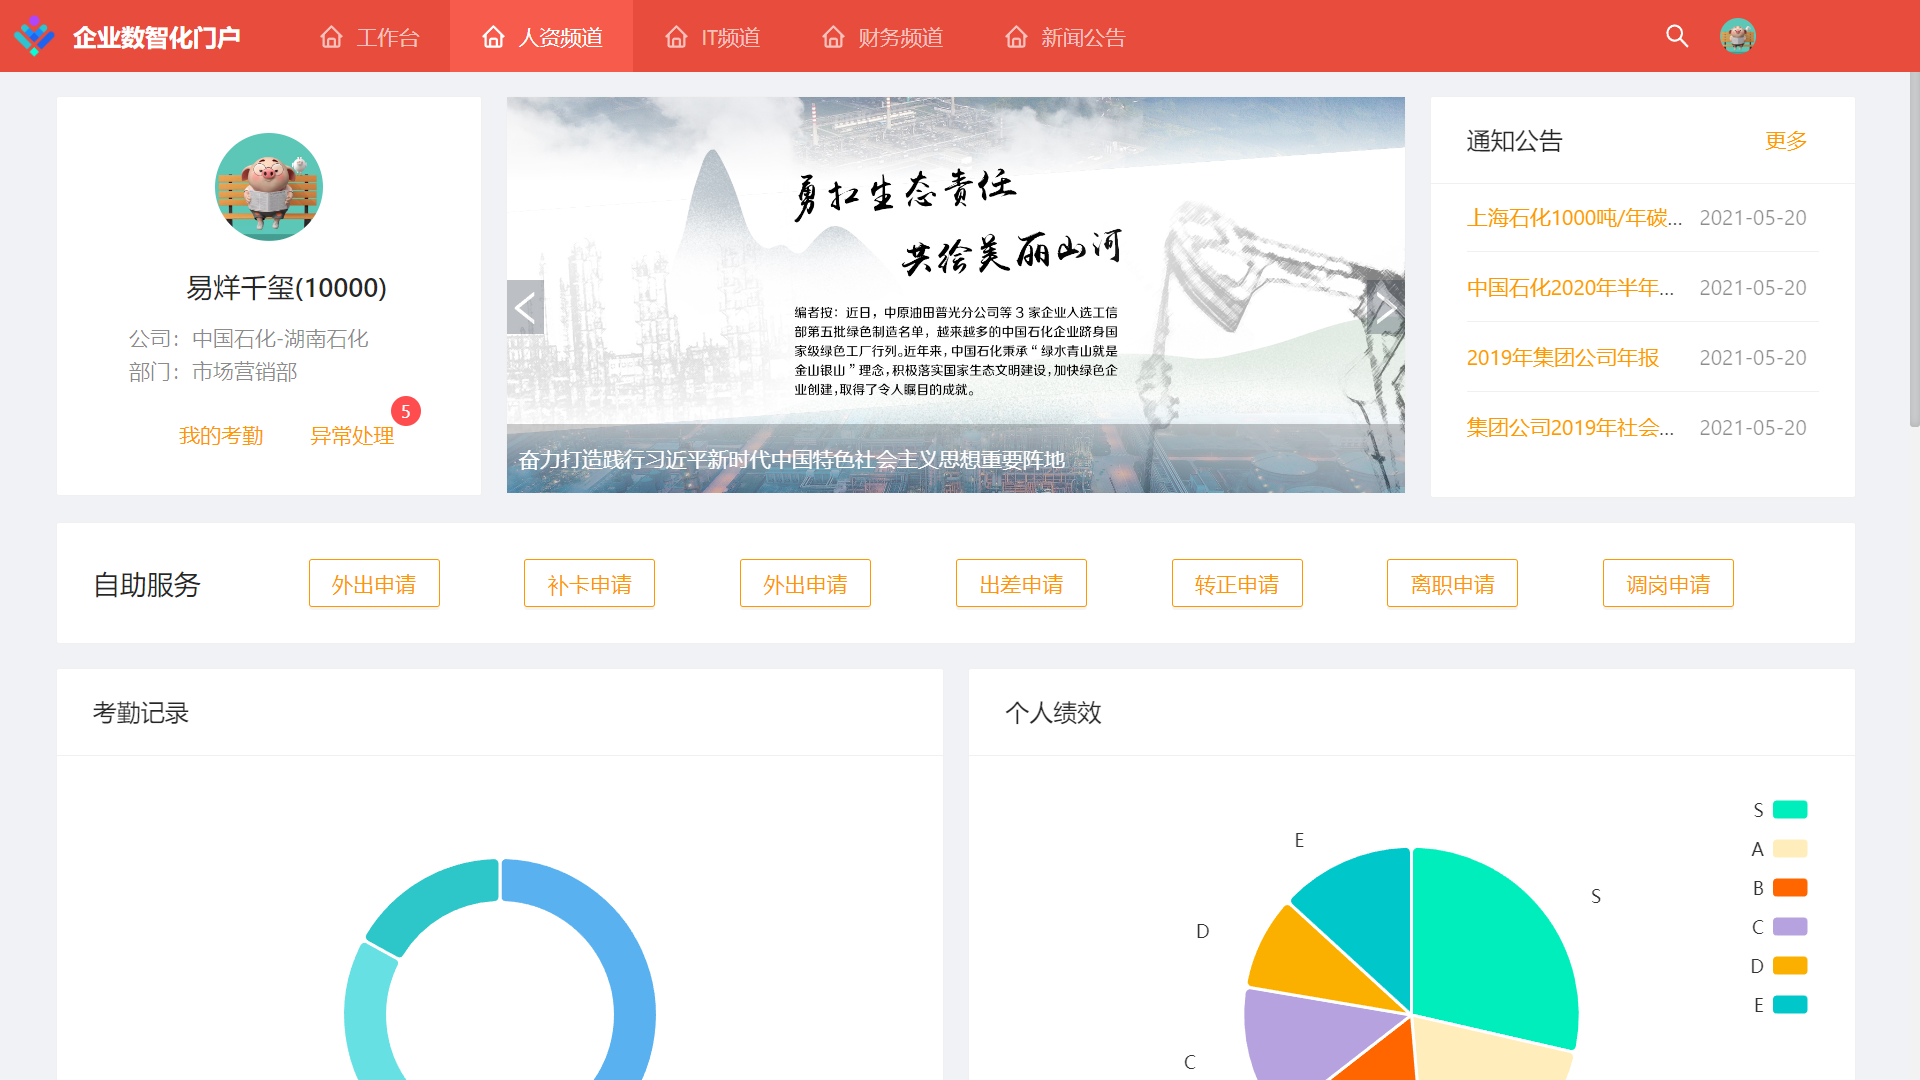 企业数智化门户
工作台
人资频道
IT频道
财务频道
新闻公告
易烊千玺(10000)
公司：中国石化-湖南石化
部门：市场营销部
我的考勤
异常处理
5
勇担生态责任
共绘美丽山河
编者按：近日，中原油田普光分公司等 3 家企业入选工信
部第五批绿色制造名单，越来越多的中国石化企业跻身国
家级绿色工厂行列。近年来，中国石化秉承“绿水青山就是
金山银山”理念，积极落实国家生态文明建设，加快绿色企
业创建，取得了令人瞩目的成就。
奋力打造践行习近平新时代中国特色社会主义思想重要阵地
通知公告
更多
上海石化1000吨/年碳... 2021-05-20
中国石化2020年半年... 2021-05-20
2019年集团公司年报 2021-05-20
集团公司2019年社会... 2021-05-20
自助服务
外出申请
补卡申请
外出申请
出差申请
转正申请
离职申请
调岗申请
考勤记录
个人绩效
E
S
D
C
S
A
B
C
D
E